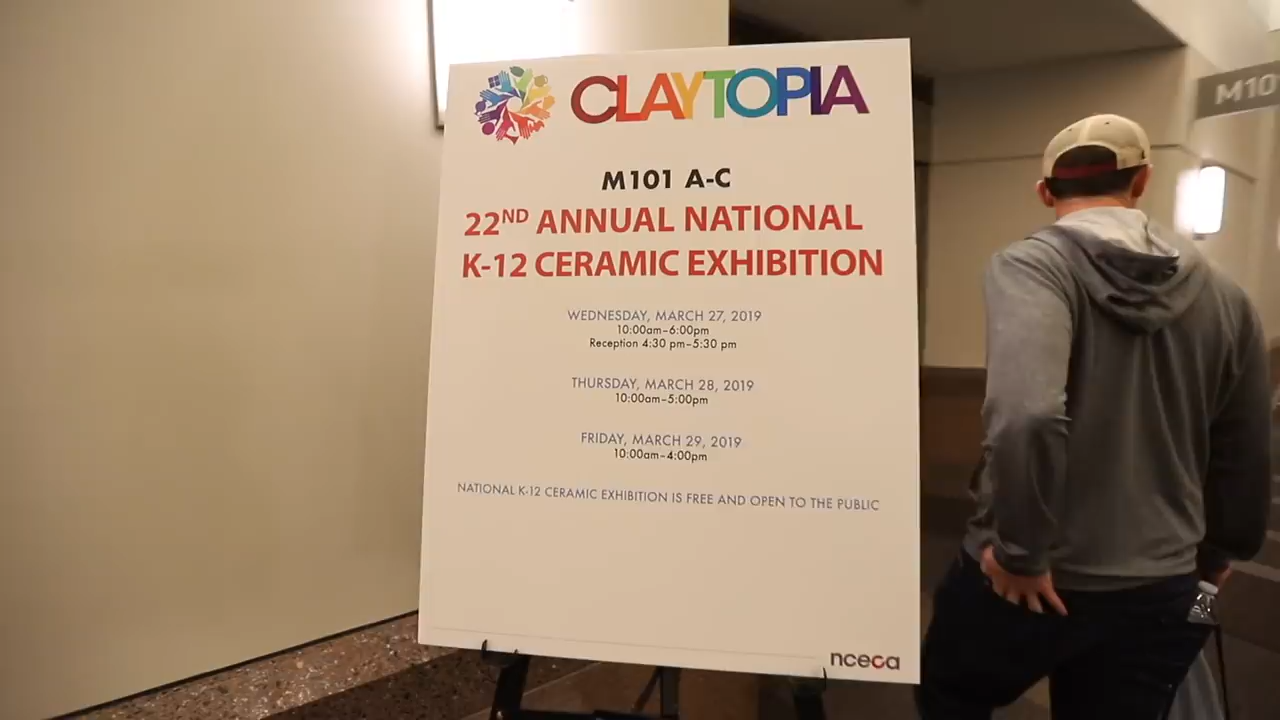 CLAYTOPIA
M101 A-C
22ND ANNUAL NATIONAL
K-12 CERAMIC EXHIBITION
WEDNESDAY, MARCH 27, 2019
10:00am–6:00pm
Reception 4:30 pm–5:30 pm
THURSDAY, MARCH 28, 2019
10:00am–5:00pm
FRIDAY, MARCH 29, 2019
10:00am–4:00pm
NATIONAL K-12 CERAMIC EXHIBITION IS FREE AND OPEN TO THE PUBLIC
nceca
M10